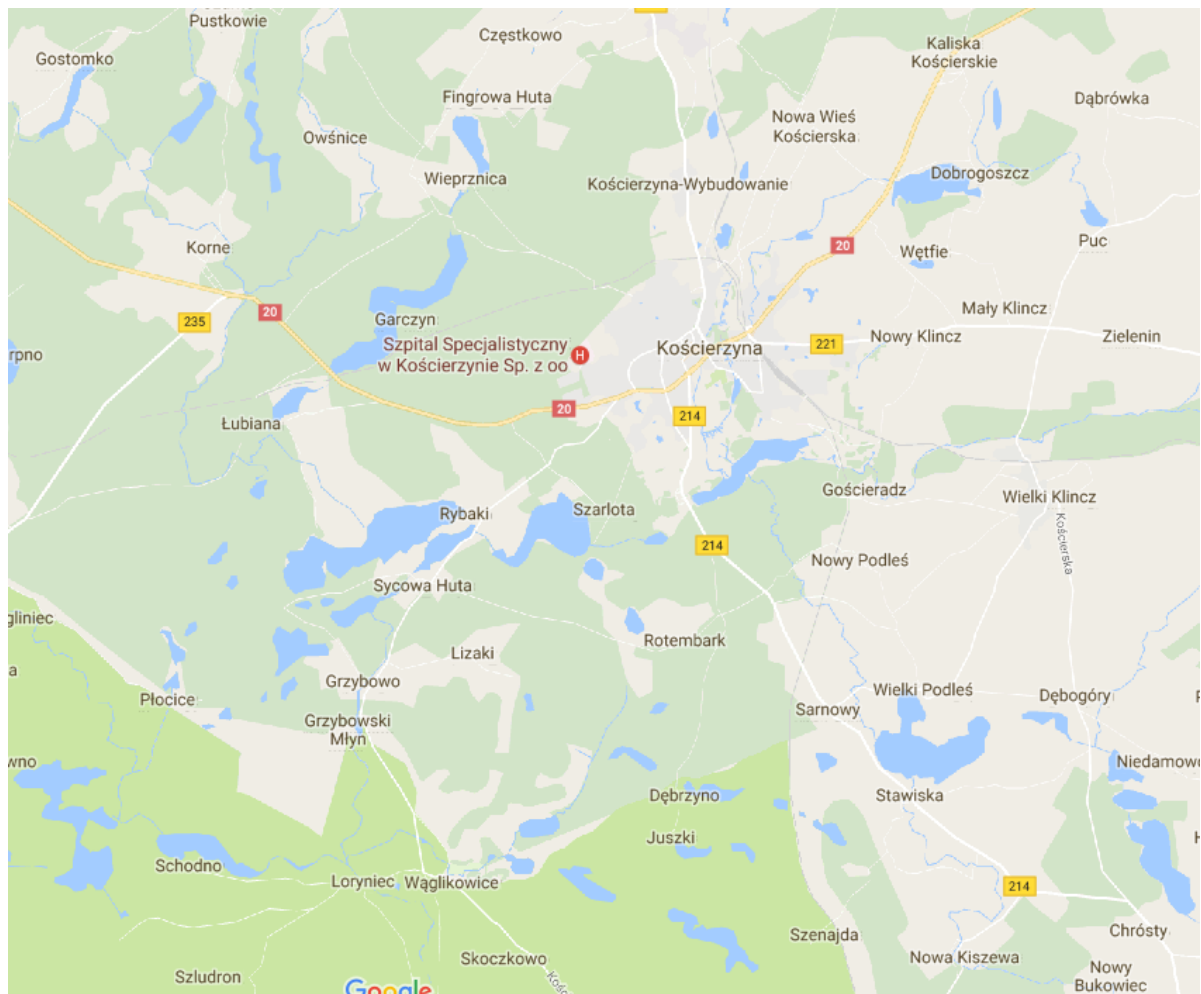 Pustkowie
Częstkowo
Gostomko
Kaliska
Kościerskie
Fingrowa Huta
Dąbrówka
Nowa Wieś
Kościerska
Owśnice
Wieprznica
Kościerzyna-Wybudowanie
Dobrogoszcz
Korne
20
Wętfie
Puc
20
235
Garczyn
Mały Klincz
Szpital Specjalistyczny
w Kościerzynie Sp. z oo
H
Kościerzyna
221
Nowy Klincz
Zielenin
rpno
20
214
Łubiana
Gościeradz
Wielki Klincz
Rybaki
Szarlota
Kościerska
214
Nowy Podleś
Sycowa Huta
gliniec
Rotembark
Lizaki
a
Grzybowo
Płocice
Wielki Podleś
Dębogóry
Sarnowy
Grzybowski
Młyn
wno
Niedamowo
Dębrzyno
Stawiska
Juszki
Schodno
Loryniec
Wąglikowice
214
Szenajda
Chrósty
Skoczkowo
Nowa Kiszewa
Szludron
Nowy
Bukowiec
Google
Koś